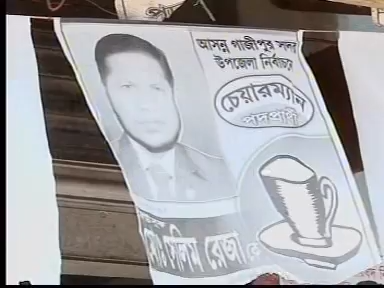 আসন্ন গাজীপুর সদর
উপজেলা নির্বাচনে
চেয়ারম্যান
পদপ্রার্থী
মোঃ সেলিম রেজা কে